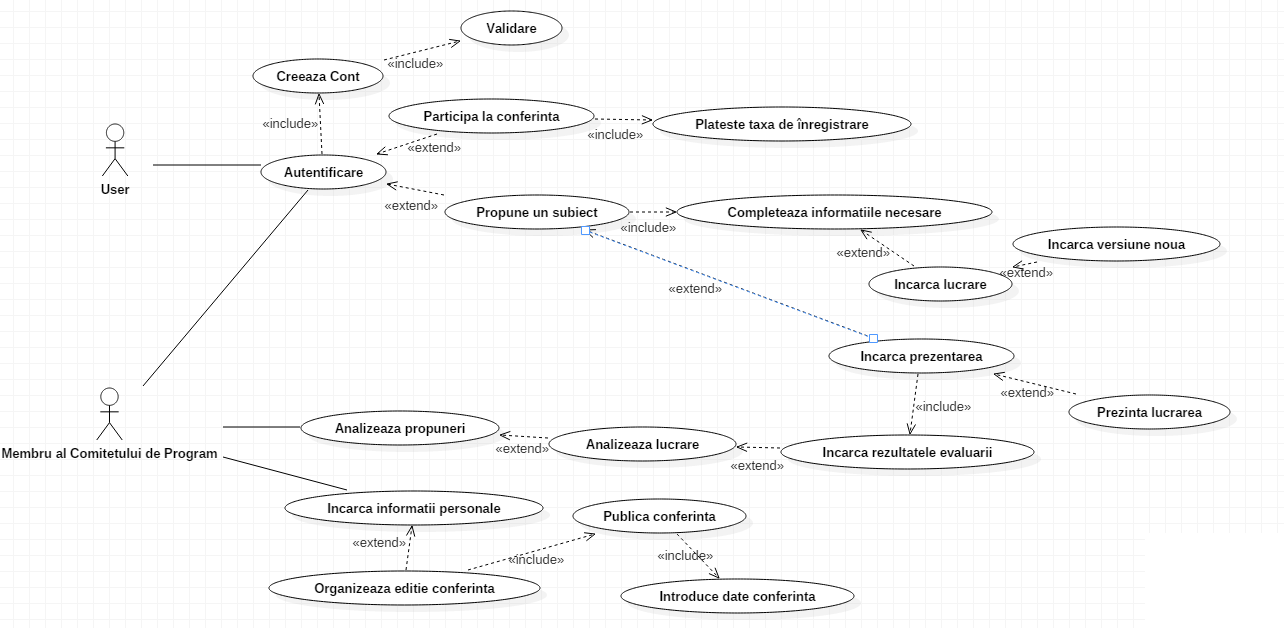 Validare
«include»
Creeaza Cont
Participa la conferinta
«include»
Plateste taxa de înregistrare
«include»
«extend»
Autentificare
User
«extend»
Propune un subiect
«include»
Completeaza informatiile necesare
Incarca versiune noua
«extend»
«extend»
Incarca lucrare
«extend»
Incarca prezentarea
«extend»
«include»
Prezinta lucrarea
Analizeaza propuneri
«extend»
Analizeaza lucrare
«extend»
Incarca rezultatele evaluarii
Membru al Comitetului de Program
Incarca informatii personale
Publica conferinta
«extend»
«include»
«include»
Organizeaza editie conferinta
Introduce date conferinta